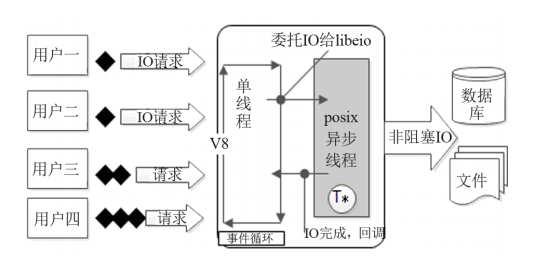 用户一
IO请求
用户二
IO请求
用户三
请求
用户四
请求
委托IO给libeio
单
线
程
V8
posix
异步
线程
T*
事件循环
IO完成，回调
非阻塞IO
数据
库
文件